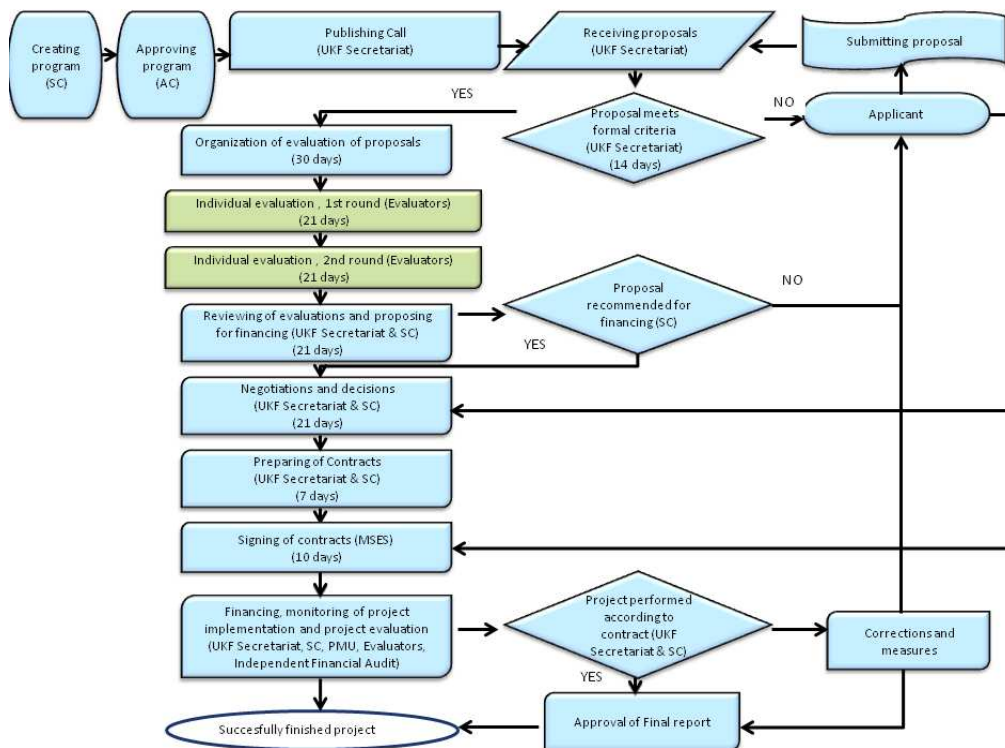 Creating
program
(SC)
Approving
program
(AC)
Publishing Call
(UKF Secretariat)
Receiving proposals
(UKF Secretariat)
Submitting proposal
YES
Proposal meets
formal criteria
(UKF Secretariat)
(14 days)
NO
Applicant
Organization of evaluation of proposals
(30 days)
Individual evaluation , 1st round (Evaluators)
(21 days)
Individual evaluation , 2nd round (Evaluators)
(21 days)
Reviewing of evaluations and proposing
for financing (UKF Secretariat & SC)
(21 days)
Proposal
recommended for
financing (SC)
NO
YES
Negotiations and decisions
(UKF Secretariat & SC)
(21 days)
Preparing of Contracts
(UKF Secretariat & SC)
(7 days)
Signing of contracts (MSES)
(10 days)
Financing, monitoring of project
implementation and project evaluation
(UKF Secretariat, SC, PMU, Evaluators,
Independent Financial Audit)
Project performed
according to
contract (UKF
Secretariat & SC)
Corrections and
measures
YES
Succesfully finished project
Approval of Final report